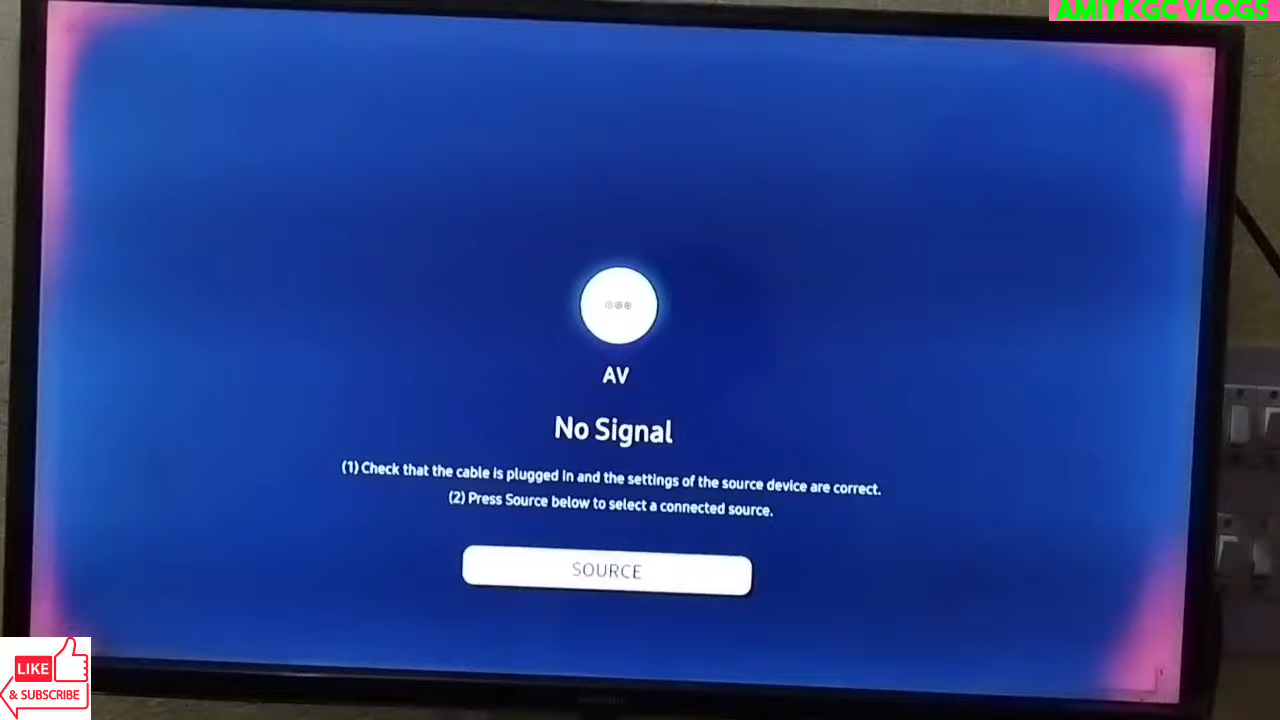 AMIT KGC VLOGS
AV
No Signal
(1) Check that the cable is plugged in and the settings of the source device are correct.
(2) Press Source below to select a connected source.
SOURCE
LIKE
& SUBSCRIBE